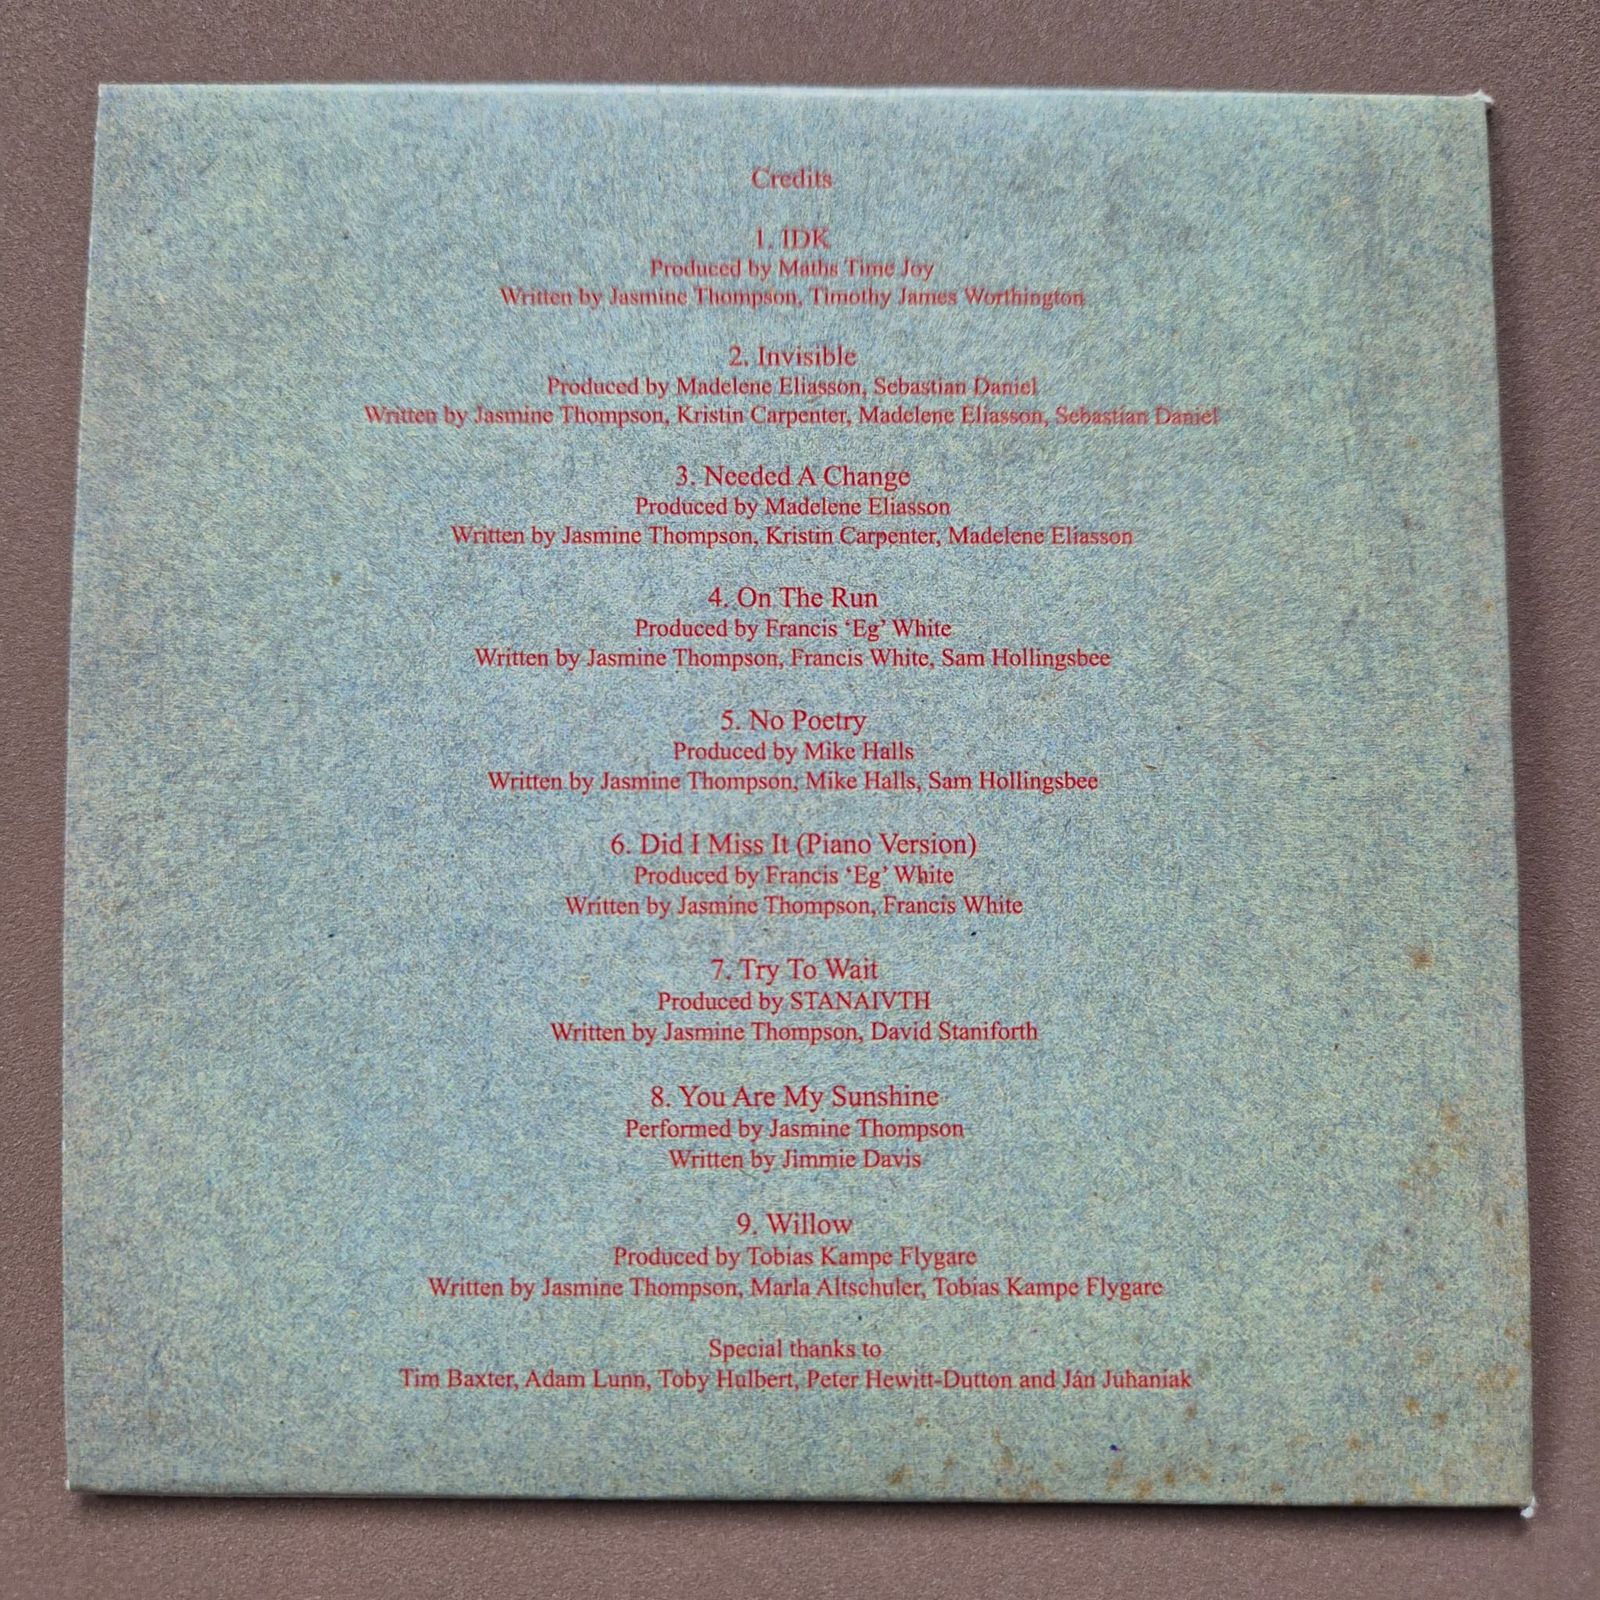 Credits
1. IDK
Produced by Maths Time Joy
Written by Jasmine Thompson, Timothy James Worthington
2. Invisible
Produced by Madelene Eliasson, Sebastian Daniel
Written by Jasmine Thompson, Kristin Carpenter, Madelene Eliasson, Sebastian Daniel
3. Needed A Change
Produced by Madelene Eliasson
Written by Jasmine Thompson, Kristin Carpenter, Madelene Eliasson
4. On The Run
Produced by Francis ‘Eg’ White
Written by Jasmine Thompson, Francis White, Sam Hollingsbee
5. No Poetry
Produced by Mike Halls
Written by Jasmine Thompson, Mike Halls, Sam Hollingsbee
6. Did I Miss It (Piano Version)
Produced by Francis ‘Eg’ White
Written by Jasmine Thompson, Francis White
7. Try To Wait
Produced by STANAIVTH
Written by Jasmine Thompson, David Staniforth
8. You Are My Sunshine
Performed by Jasmine Thompson
Written by Jimmie Davis
9. Willow
Produced by Tobias Kampe Flygare
Written by Jasmine Thompson, Marla Altschuler, Tobias Kampe Flygare
Special thanks to
Tim Baxter, Adam Lunn, Toby Hulbert, Peter Hewitt-Dutton and Ján Juhaniak